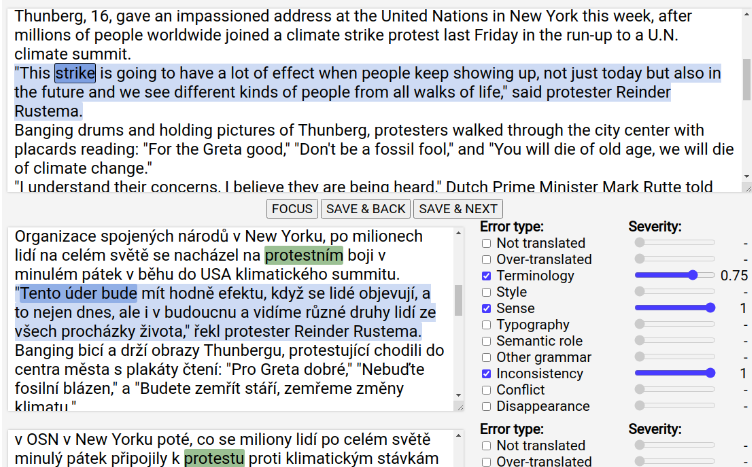 Thunberg, 16, gave an impassioned address at the United Nations in New York this week, after
millions of people worldwide joined a climate strike protest last Friday in the run-up to a U.N.
climate summit.
"This strike is going to have a lot of effect when people keep showing up, not just today but also in
the future and we see different kinds of people from all walks of life," said protester Reinder
Rustema.
Banging drums and holding pictures of Thunberg, protesters walked through the city center with
placards reading: "For the Greta good," "Don't be a fossil fool," and "You will die of old age, we will die
of climate change."
"I understand their concerns, I believe they are being heard," Dutch Prime Minister Mark Rutte told
FOCUS SAVE & BACK SAVE & NEXT
Organizace spojených národů v New Yorku, po milionech
lidí na celém světě se nacházel na protestním boji v
minulém pátek v běhu do USA klimatického summitu.
"Tento úder bude mít hodně efektu, když se lidé objevují, a
to nejen dnes, ale i v budoucnu a vidíme různé druhy lidí ze
všech procházky života," řekl protester Reinder Rustema.
Banging bicí a drží obrazy Thunbergu, protestující chodili do
centra města s plakáty čtení: "Pro Greta dobré," "Nebuďte
fosilní blázen," a "Budete zemřít stáří, zemřeme změny
klimatu."
Error type: Severity:
Not translated -
Over-translated -
Terminology 0.75
Style -
Sense 1
Typography -
Semantic role -
Other grammar -
Inconsistency 1
Conflict -
Disappearance -
v OSN v New Yorku poté, co se miliony lidí po celém světě
minulý pátek připojily k protestu proti klimatickým stávkám
Error type: Severity:
Not translated -
Over-translated -